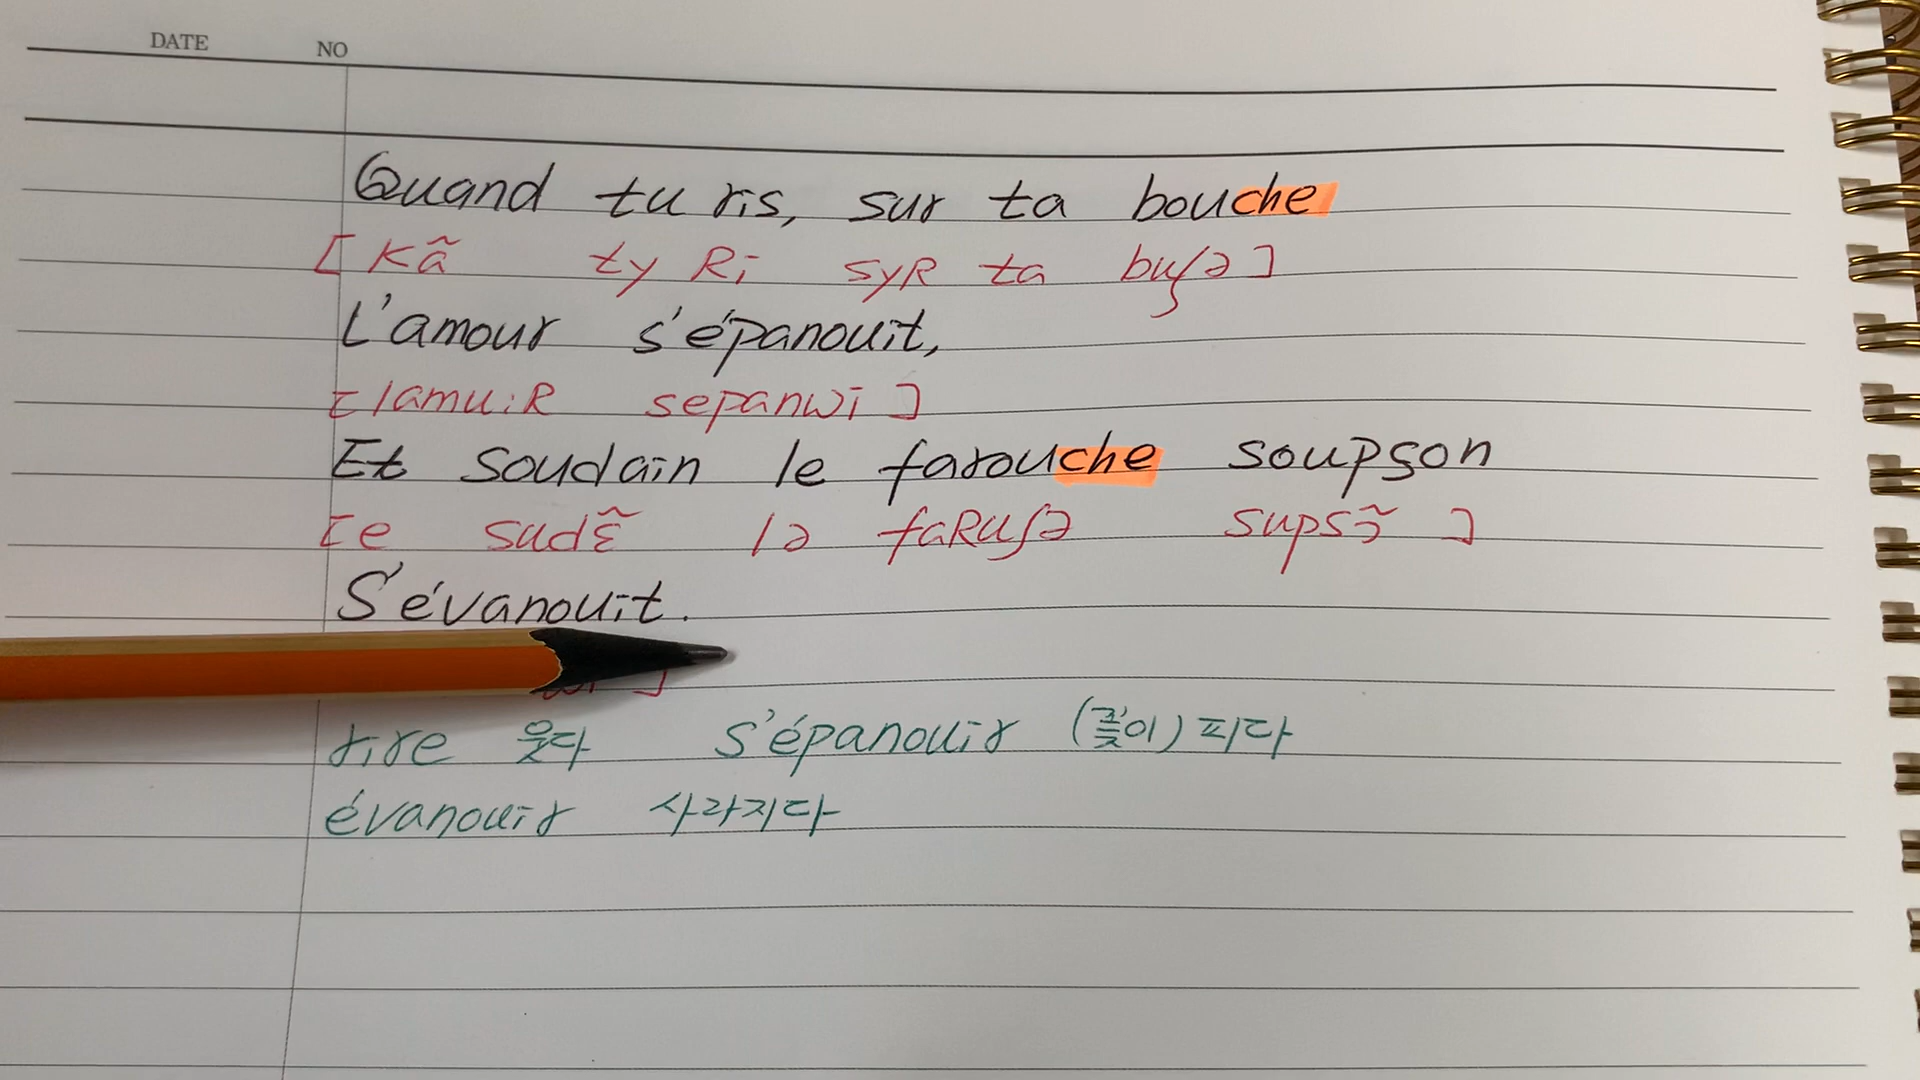 DATE NO
Quand tu ris, sur ta bouche
[kã ty Ri syR ta buʃə]
L'amour s'épanouit,
[lamu:R sepanwi]
Et soudain le farouche soupçon
[e sudɛ̃ lə faRuʃə supsɔ̃]
S'évanouit.
rire 웃다 s'épanouir (꽃이) 피다
évanouir 사라지다